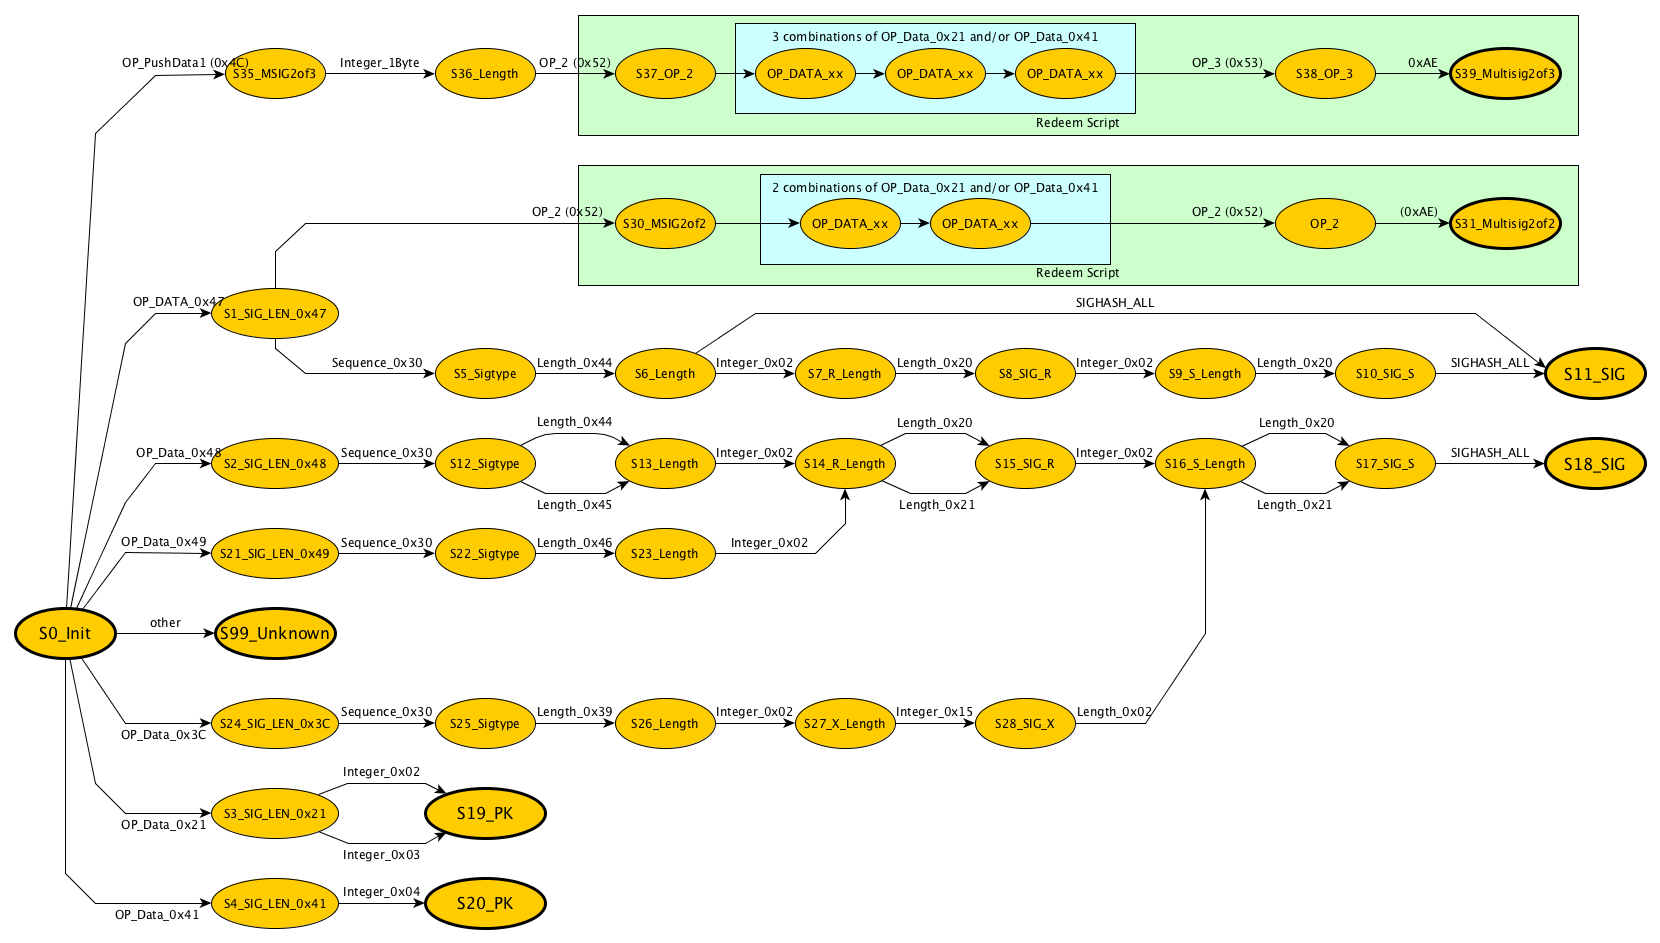 3 combinations of OP_Data_0x21 and/or OP_Data_0x41
OP_PushData1 (0x4C)
S35_MSIG2of3
Integer_1Byte
S36_Length
OP_2 (0x52)
S37_OP_2
OP_DATA_xx
OP_DATA_xx
OP_DATA_xx
OP_3 (0x53)
S38_OP_3
0xAE
S39_Multisig2of3
Redeem Script
2 combinations of OP_Data_0x21 and/or OP_Data_0x41
OP_2 (0x52)
S30_MSIG2of2
OP_DATA_xx
OP_DATA_xx
OP_2 (0x52)
OP_2
(0xAE)
S31_Multisig2of2
Redeem Script
OP_DATA_0x47
S1_SIG_LEN_0x47
SIGHASH_ALL
Sequence_0x30
S5_Sigtype
Length_0x44
S6_Length
Integer_0x02
S7_R_Length
Length_0x20
S8_SIG_R
Integer_0x02
S9_S_Length
Length_0x20
S10_SIG_S
SIGHASH_ALL
S11_SIG
OP_Data_0x48
S2_SIG_LEN_0x48
Sequence_0x30
S12_Sigtype
Length_0x44
Length_0x45
S13_Length
Integer_0x02
S14_R_Length
Length_0x20
Length_0x21
S15_SIG_R
Integer_0x02
S16_S_Length
Length_0x20
Length_0x21
S17_SIG_S
SIGHASH_ALL
S18_SIG
OP_Data_0x49
S21_SIG_LEN_0x49
Sequence_0x30
S22_Sigtype
Length_0x46
S23_Length
Integer_0x02
S0_Init
other
S99_Unknown
OP_Data_0x3C
S24_SIG_LEN_0x3C
Sequence_0x30
S25_Sigtype
Length_0x39
S26_Length
Integer_0x02
S27_X_Length
Integer_0x15
S28_SIG_X
Length_0x02
OP_Data_0x21
S3_SIG_LEN_0x21
Integer_0x02
Integer_0x03
S19_PK
OP_Data_0x41
S4_SIG_LEN_0x41
Integer_0x04
S20_PK